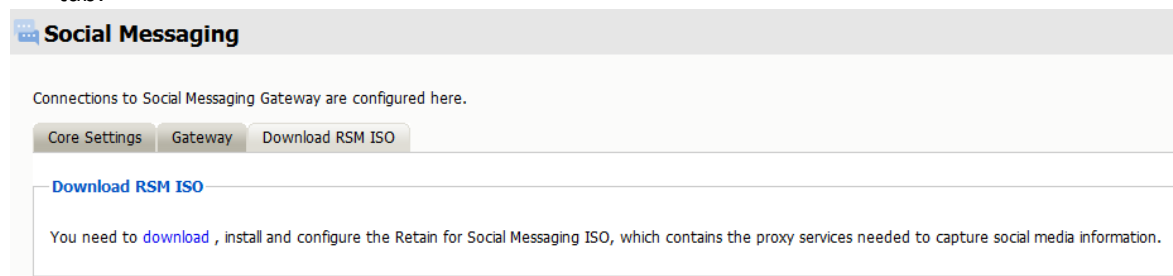 Social Messaging
Connections to Social Messaging Gateway are configured here.
Core Settings Gateway Download RSM ISO
Download RSM ISO
You need to download , install and configure the Retain for Social Messaging ISO, which contains the proxy services needed to capture social media information.